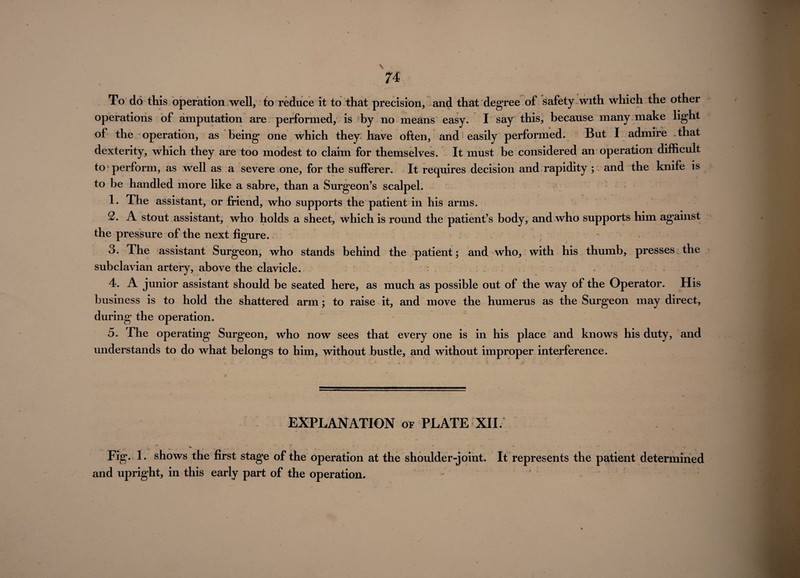 74
To do this operation well, to reduce it to that precision, and that degree of safety with which the other
operations of amputation are performed, is by no means easy. I say this, because many make light
of the operation, as being one which they have often, and easily performed. But I admire that
dexterity, which they are too modest to claim for themselves. It must be considered an operation difficult
to perform, as well as a severe one, for the sufferer. It requires decision and rapidity; and the knife is
to be handled more like a sabre, than a Surgeon's scalpel.
1. The assistant, or friend, who supports the patient in his arms.
2. A stout assistant, who holds a sheet, which is round the patient's body, and who supports him against
the pressure of the next figure.
3. The assistant Surgeon, who stands behind the patient; and who, with his thumb, presses the
subclavian artery, above the clavicle.
4. A junior assistant should be seated here, as much as possible out of the way of the Operator. His
business is to hold the shattered arm; to raise it, and move the humerus as the Surgeon may direct,
during the operation.
5. The operating Surgeon, who now sees that every one is in his place and knows his duty, and
understands to do what belongs to him, without bustle, and without improper interference.
EXPLANATION OF PLATE XII.
Fig. 1. shows the first stage of the operation at the shoulder-joint. It represents the patient determined
and upright, in this early part of the operation.